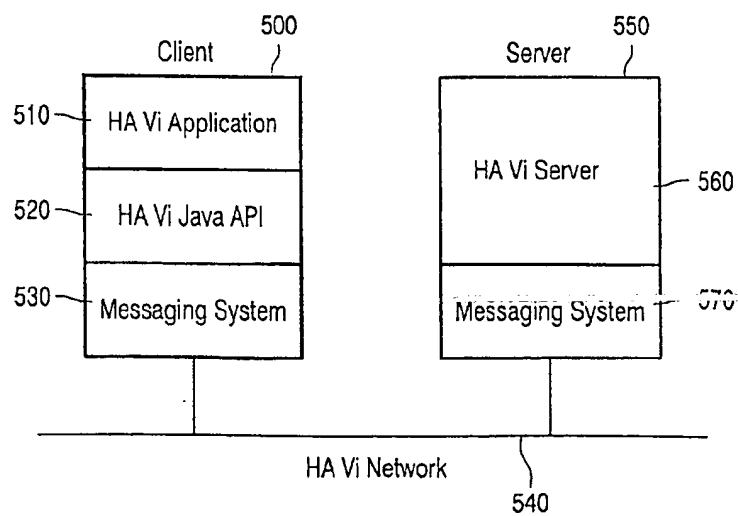 Client
500
Server
550
510
HA Vi Application
520
HA Vi Java API
530
Messaging System
HA Vi Server
560
Messaging System
570
HA Vi Network
540